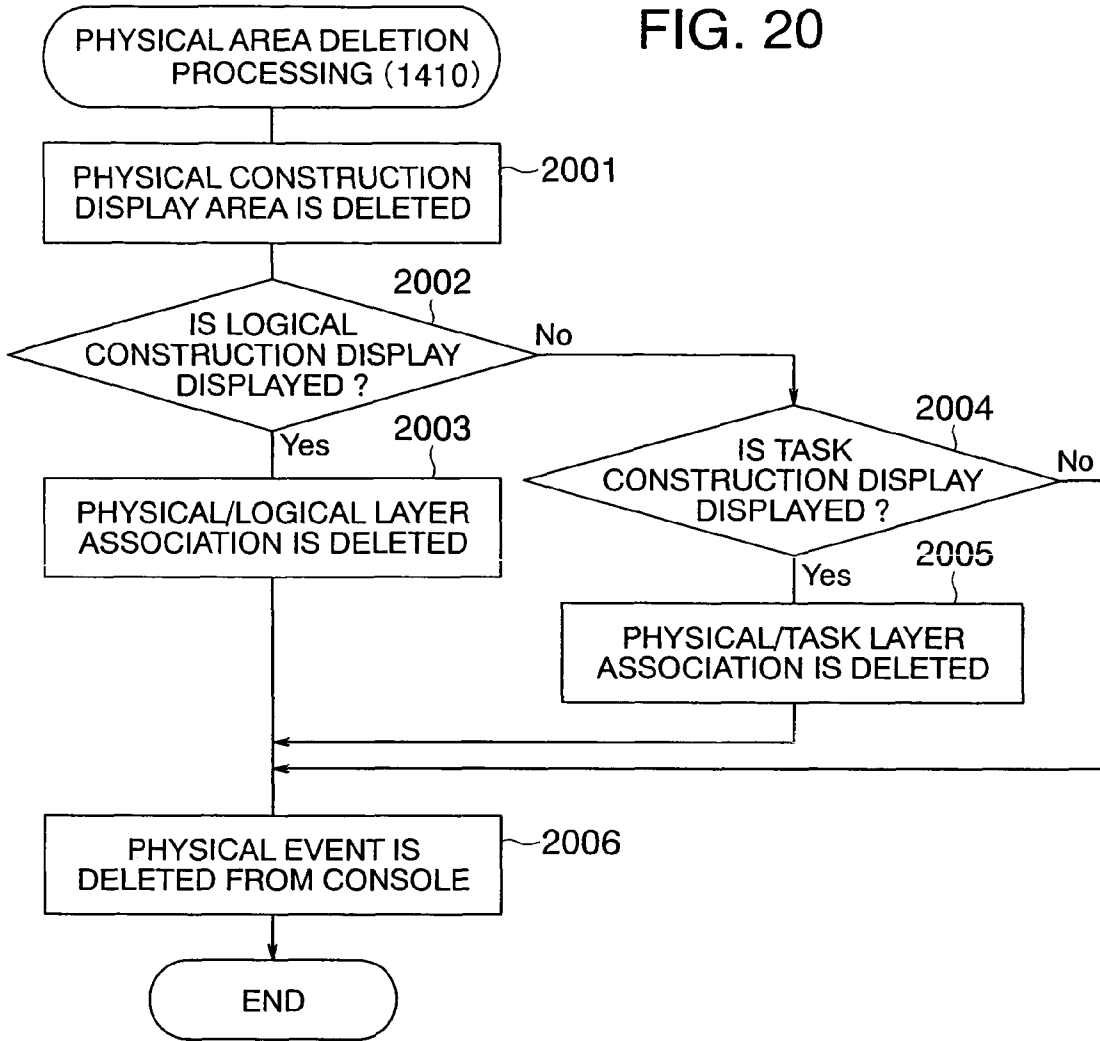 FIG. 20
PHYSICAL AREA DELETION
PROCESSING (1410)
2001
PHYSICAL CONSTRUCTION
DISPLAY AREA IS DELETED
2002
IS LOGICAL
CONSTRUCTION DISPLAY
DISPLAYED ?
No
Yes
2003
PHYSICAL/LOGICAL LAYER
ASSOCIATION IS DELETED
2004
IS TASK
CONSTRUCTION DISPLAY
DISPLAYED ?
No
Yes
2005
PHYSICAL/TASK LAYER
ASSOCIATION IS DELETED
PHYSICAL EVENT IS
DELETED FROM CONSOLE
2006
END